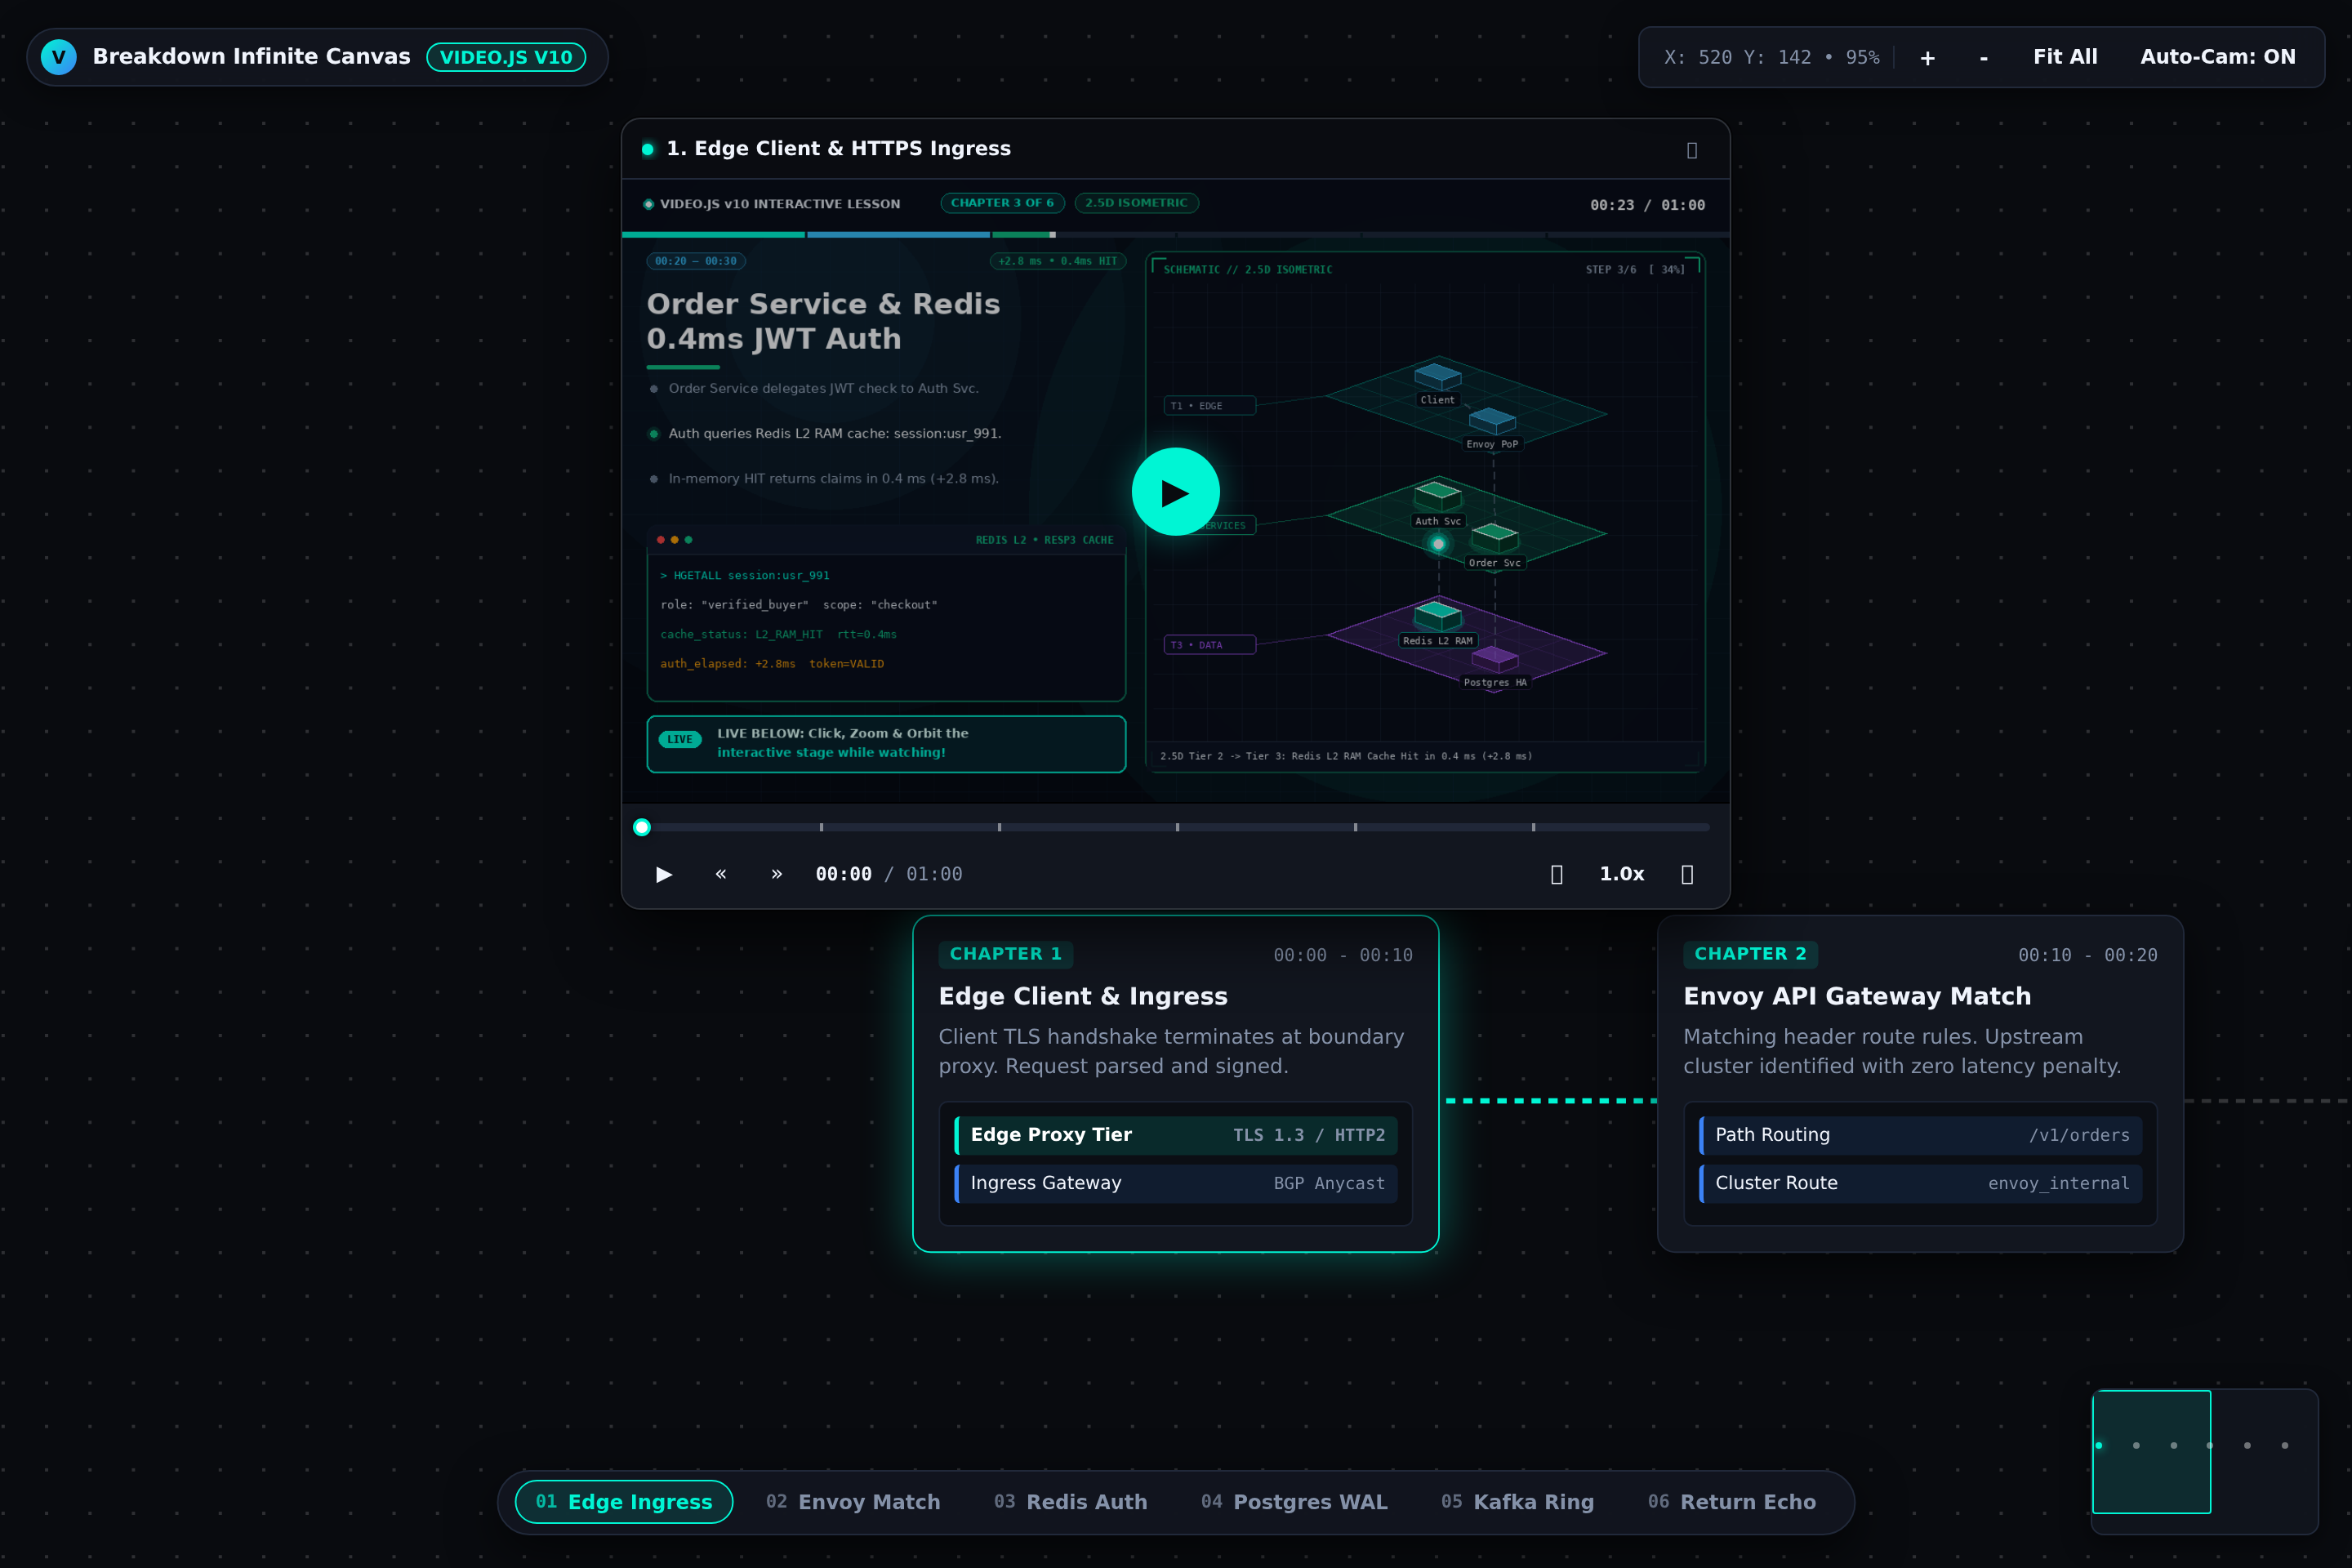 V Breakdown Infinite Canvas VIDEO.JS V10
X: 520 Y: 142 • 95% + - Fit All Auto-Cam: ON
1. Edge Client & HTTPS Ingress
VIDEO.JS v10 INTERACTIVE LESSON CHAPTER 3 OF 6 2.5D ISOMETRIC 00:23 / 01:00
00:20 — 00:30 +2.8 ms • 0.4ms HIT
Order Service & Redis
0.4ms JWT Auth
Order Service delegates JWT check to Auth Svc.
Auth queries Redis L2 RAM cache: session:usr_991.
In-memory HIT returns claims in 0.4 ms (+2.8 ms).
REDIS L2 • RESP3 CACHE
> HGETALL session:usr_991
role: "verified_buyer" scope: "checkout"
cache_status: L2_RAM_HIT rtt=0.4ms
auth_elapsed: +2.8ms token=VALID
LIVE
LIVE BELOW: Click, Zoom & Orbit the
interactive stage while watching!
SCHEMATIC // 2.5D ISOMETRIC STEP 3/6 [ 34%]
T1 • EDGE
Client
Envoy PoP
ERVICES
Auth Svc
Order Svc
T3 • DATA
Redis L2 RAM
Postgres HA
2.5D Tier 2 -> Tier 3: Redis L2 RAM Cache Hit in 0.4 ms (+2.8 ms)
« » 00:00 / 01:00 1.0x
CHAPTER 1 00:00 - 00:10
Edge Client & Ingress
Client TLS handshake terminates at boundary
proxy. Request parsed and signed.
Edge Proxy Tier TLS 1.3 / HTTP2
Ingress Gateway BGP Anycast
CHAPTER 2 00:10 - 00:20
Envoy API Gateway Match
Matching header route rules. Upstream
cluster identified with zero latency penalty.
Path Routing /v1/orders
Cluster Route envoy_internal
01 Edge Ingress 02 Envoy Match 03 Redis Auth 04 Postgres WAL 05 Kafka Ring 06 Return Echo